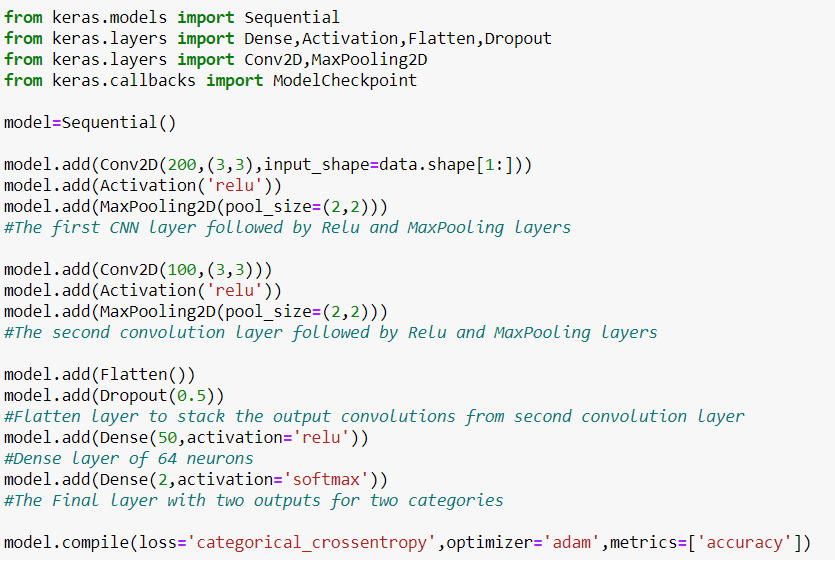 from keras.models import Sequential
from keras.layers import Dense,Activation,Flatten,Dropout
from keras.layers import Conv2D,MaxPooling2D
from keras.callbacks import ModelCheckpoint
model=Sequential()
model.add(Conv2D(200,(3,3),input_shape=data.shape[1:]))
model.add(Activation('relu'))
model.add(MaxPooling2D(pool_size=(2,2)))
#The first CNN layer followed by Relu and MaxPooling layers
model.add(Conv2D(100,(3,3)))
model.add(Activation('relu'))
model.add(MaxPooling2D(pool_size=(2,2)))
#The second convolution layer followed by Relu and MaxPooling layers
model.add(Flatten())
model.add(Dropout(0.5))
#Flatten layer to stack the output convolutions from second convolution layer
model.add(Dense(50,activation='relu'))
#Dense layer of 64 neurons
model.add(Dense(2,activation='softmax'))
#The Final layer with two outputs for two categories
model.compile(loss='categorical_crossentropy',optimizer='adam',metrics=['accuracy'])